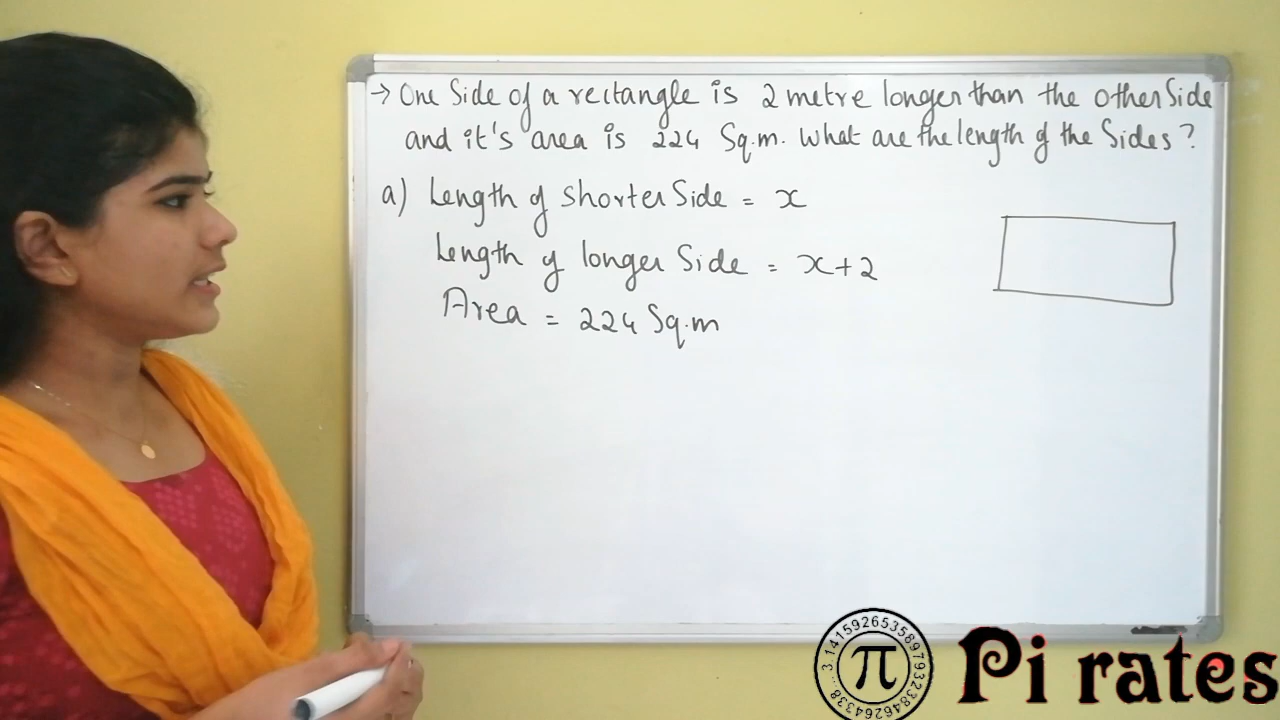 → One Side of a rectangle is 2 metre longer than the other Side
and it's area is 224 Sq.m. What are the length of the Sides?
a) Length of shorter Side = x
Length of longer Side = x+2
Area = 224 Sq.m
3.14159265358979323846264338...
π
Pi rates